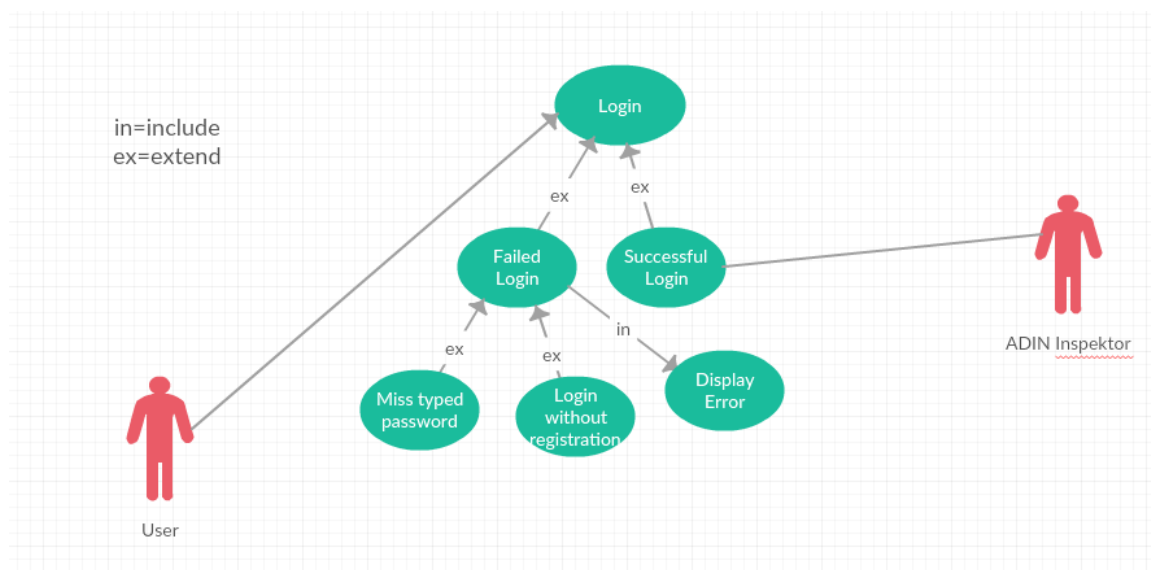 Login
in=include
ex=extend
ex
ex
Failed
Login
Successful
Login
in
ADIN Inspektor
ex
ex
Miss typed
password
Login
without
registration
Display
Error
User